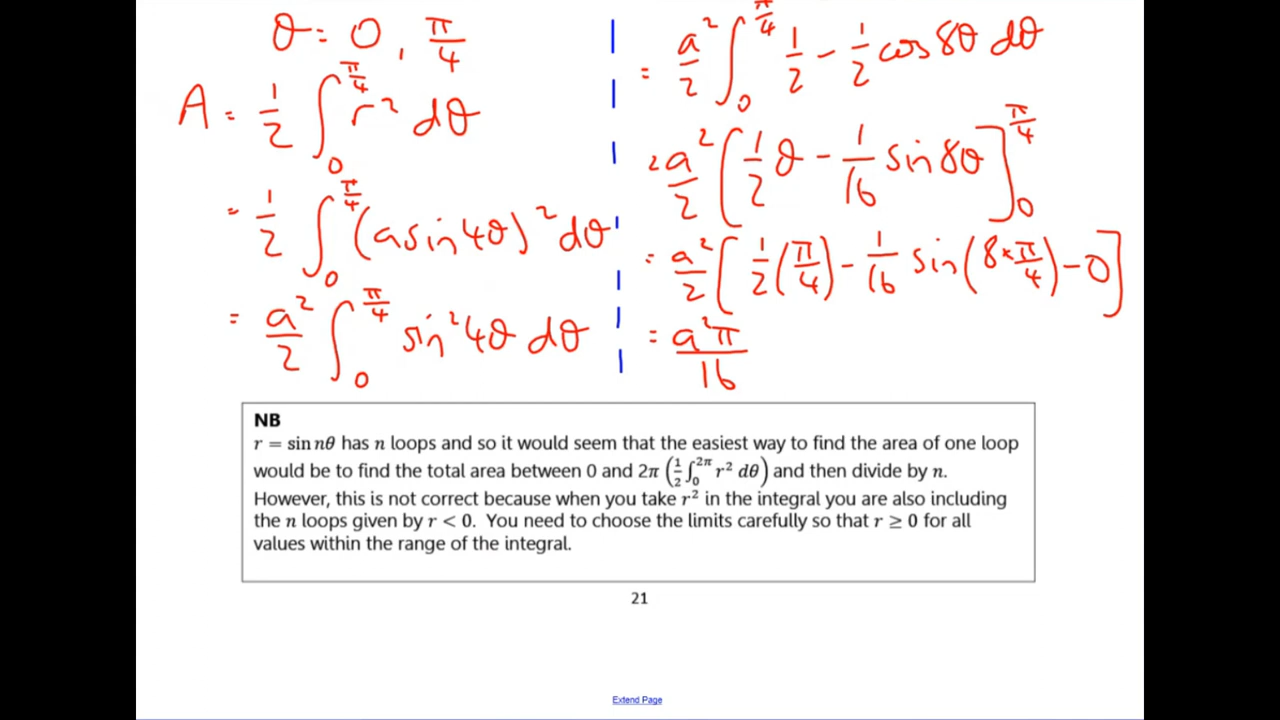 θ = 0, π/4
A = 1/2 ∫₀^(π/4) r² dθ
= 1/2 ∫₀^(π/4) (a sin 4θ)² dθ
= a²/2 ∫₀^(π/4) sin² 4θ dθ
= a²/2 ∫₀^(π/4) 1/2 - 1/2 cos 8θ dθ
= a²/2 [1/2 θ - 1/16 sin 8θ]₀^(π/4)
= a²/2 [1/2 (π/4) - 1/16 sin(8×π/4) - 0]
= a²π/16
NB
r = sin nθ has n loops and so it would seem that the easiest way to find the area of one loop
would be to find the total area between 0 and 2π (1/2 ∫₀^(2π) r² dθ) and then divide by n.
However, this is not correct because when you take r² in the integral you are also including
the n loops given by r < 0. You need to choose the limits carefully so that r ≥ 0 for all
values within the range of the integral.
21
Extend Page